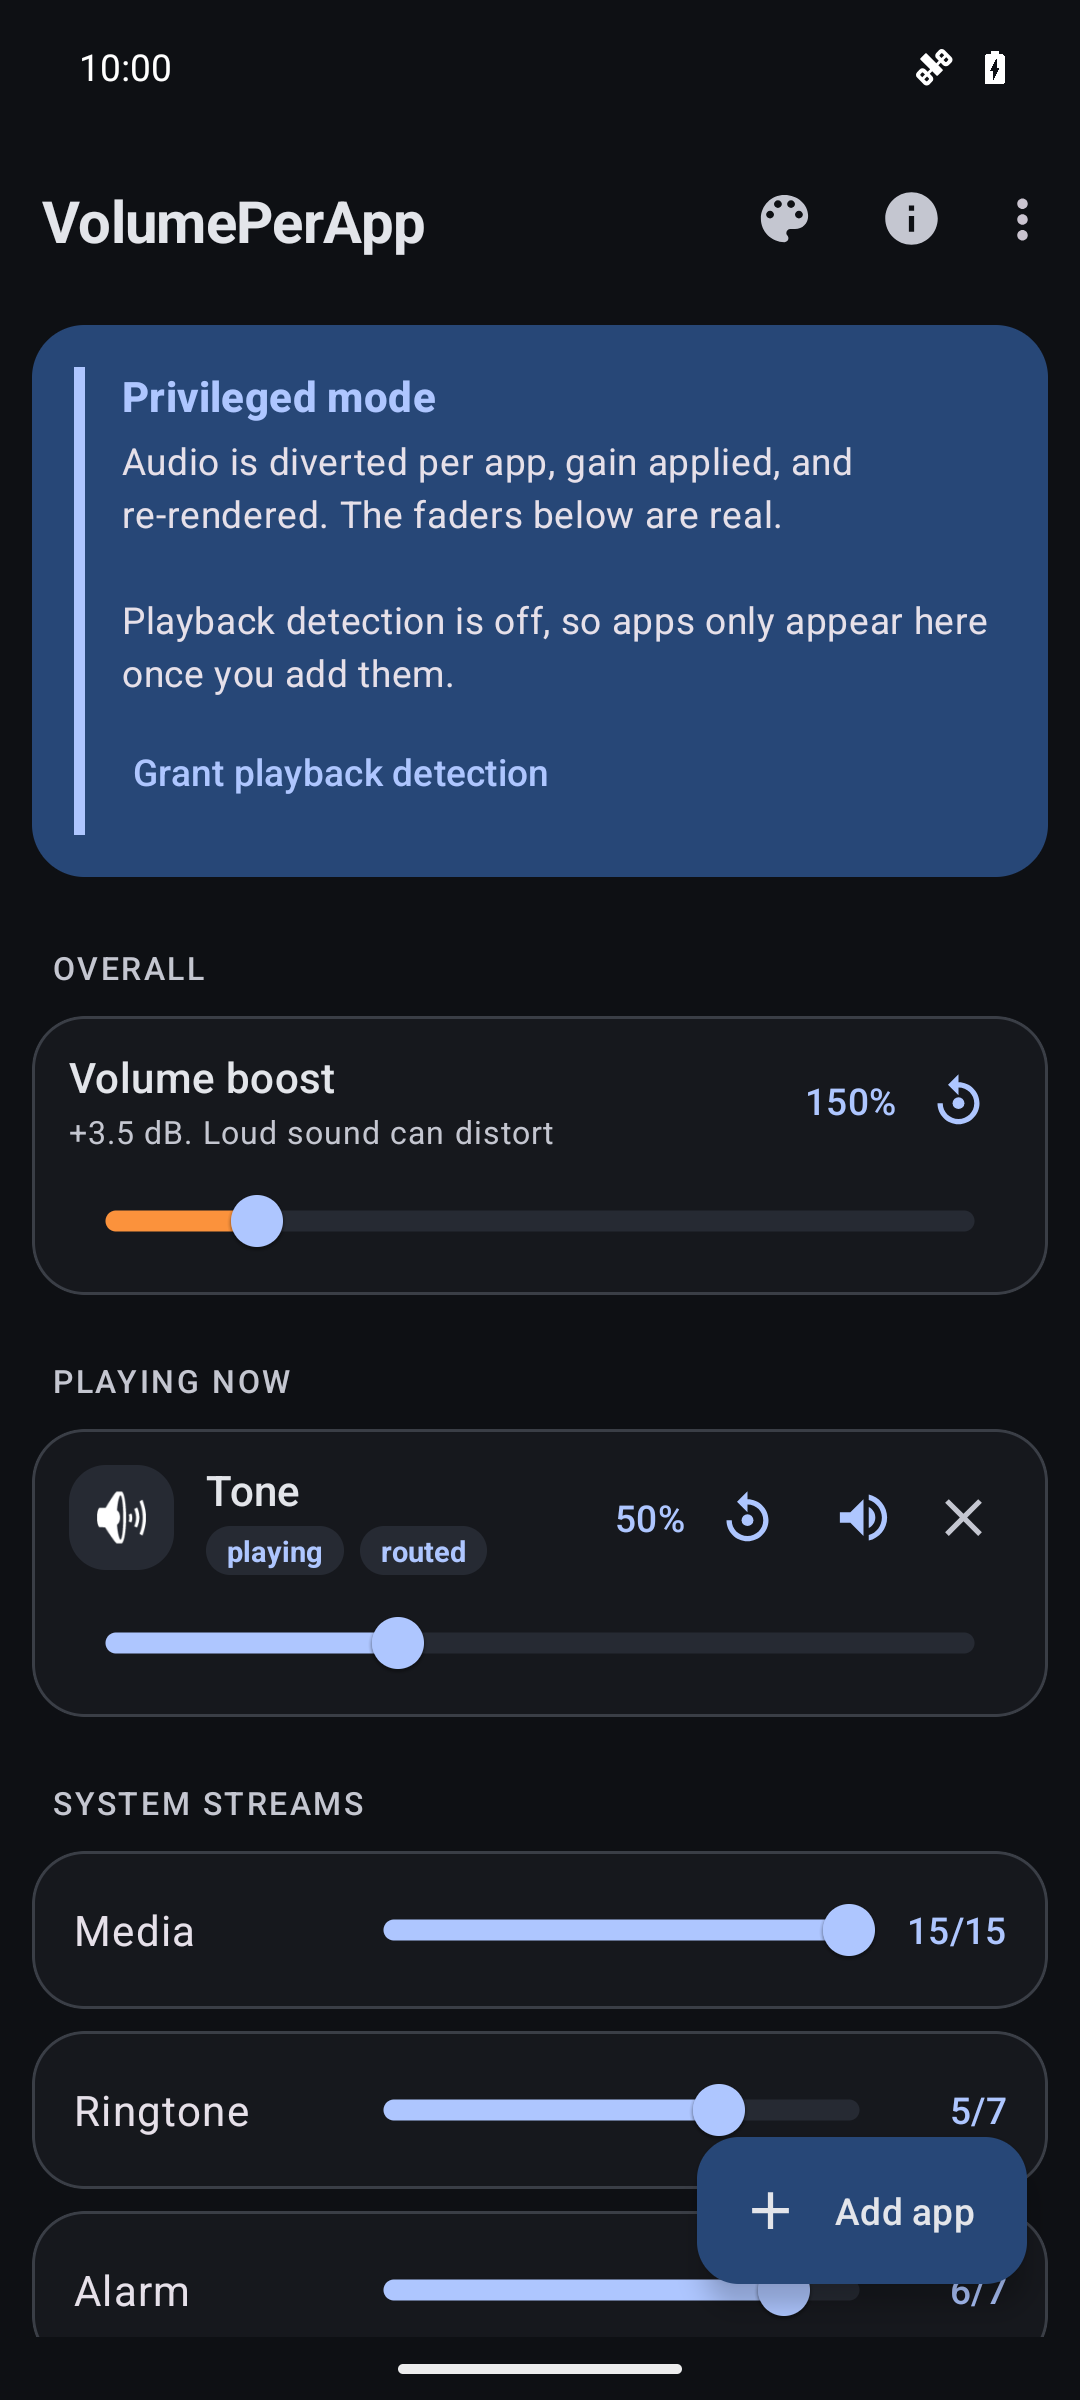 10:00
VolumePerApp
Privileged mode
Audio is diverted per app, gain applied, and
re-rendered. The faders below are real.
Playback detection is off, so apps only appear here
once you add them.
Grant playback detection
OVERALL
Volume boost
150%
+3.5 dB. Loud sound can distort
PLAYING NOW
Tone
50%
playing routed
SYSTEM STREAMS
Media 15/15
Ringtone 5/7
Add app
Alarm 6/7